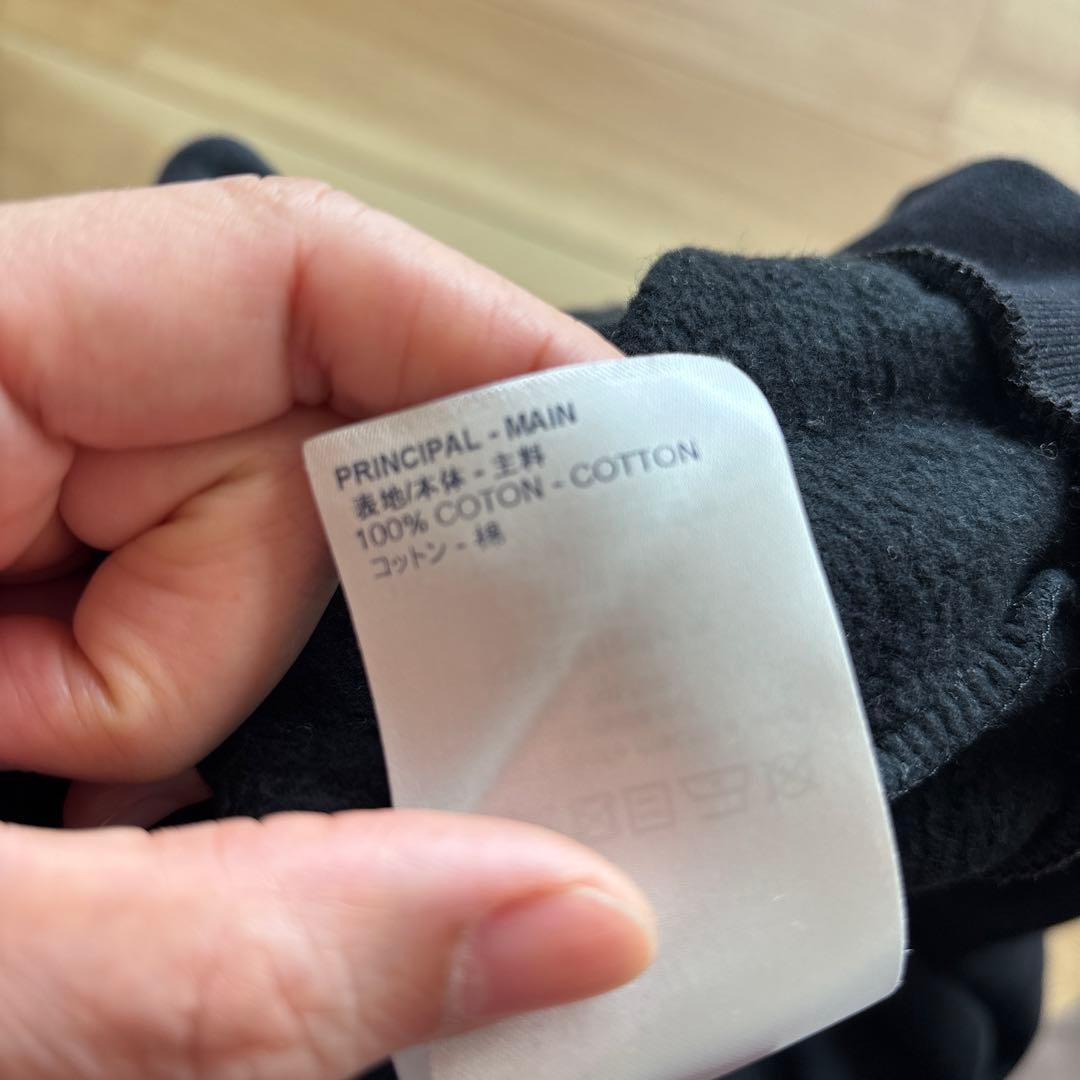 PRINCIPAL - MAIN
表地/本体 - 主料
100% COTON - COTTON
コットン - 棉